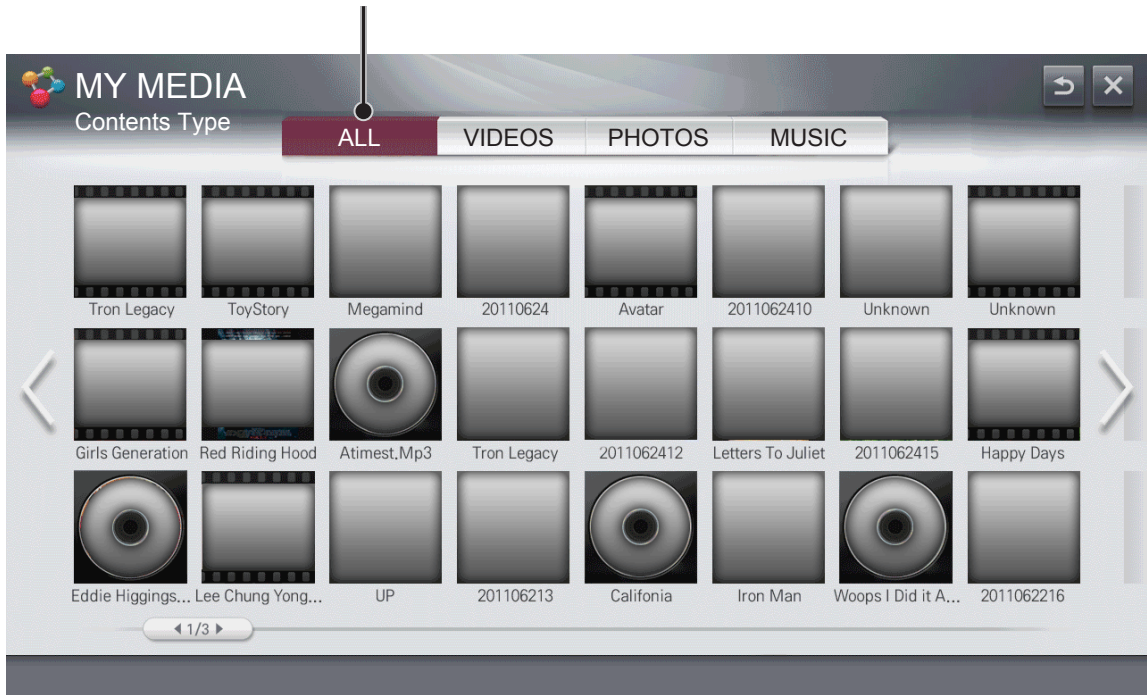 MY MEDIA
Contents Type
ALL VIDEOS PHOTOS MUSIC
Tron Legacy ToyStory Megamind 20110624 Avatar 2011062410 Unknown Unknown
Girls Generation Red Riding Hood Atimest.Mp3 Tron Legacy 2011062412 Letters To Juliet 2011062415 Happy Days
Eddie Higgings... Lee Chung Yong... UP 201106213 Califonia Iron Man Woops I Did it A... 2011062216
1/3